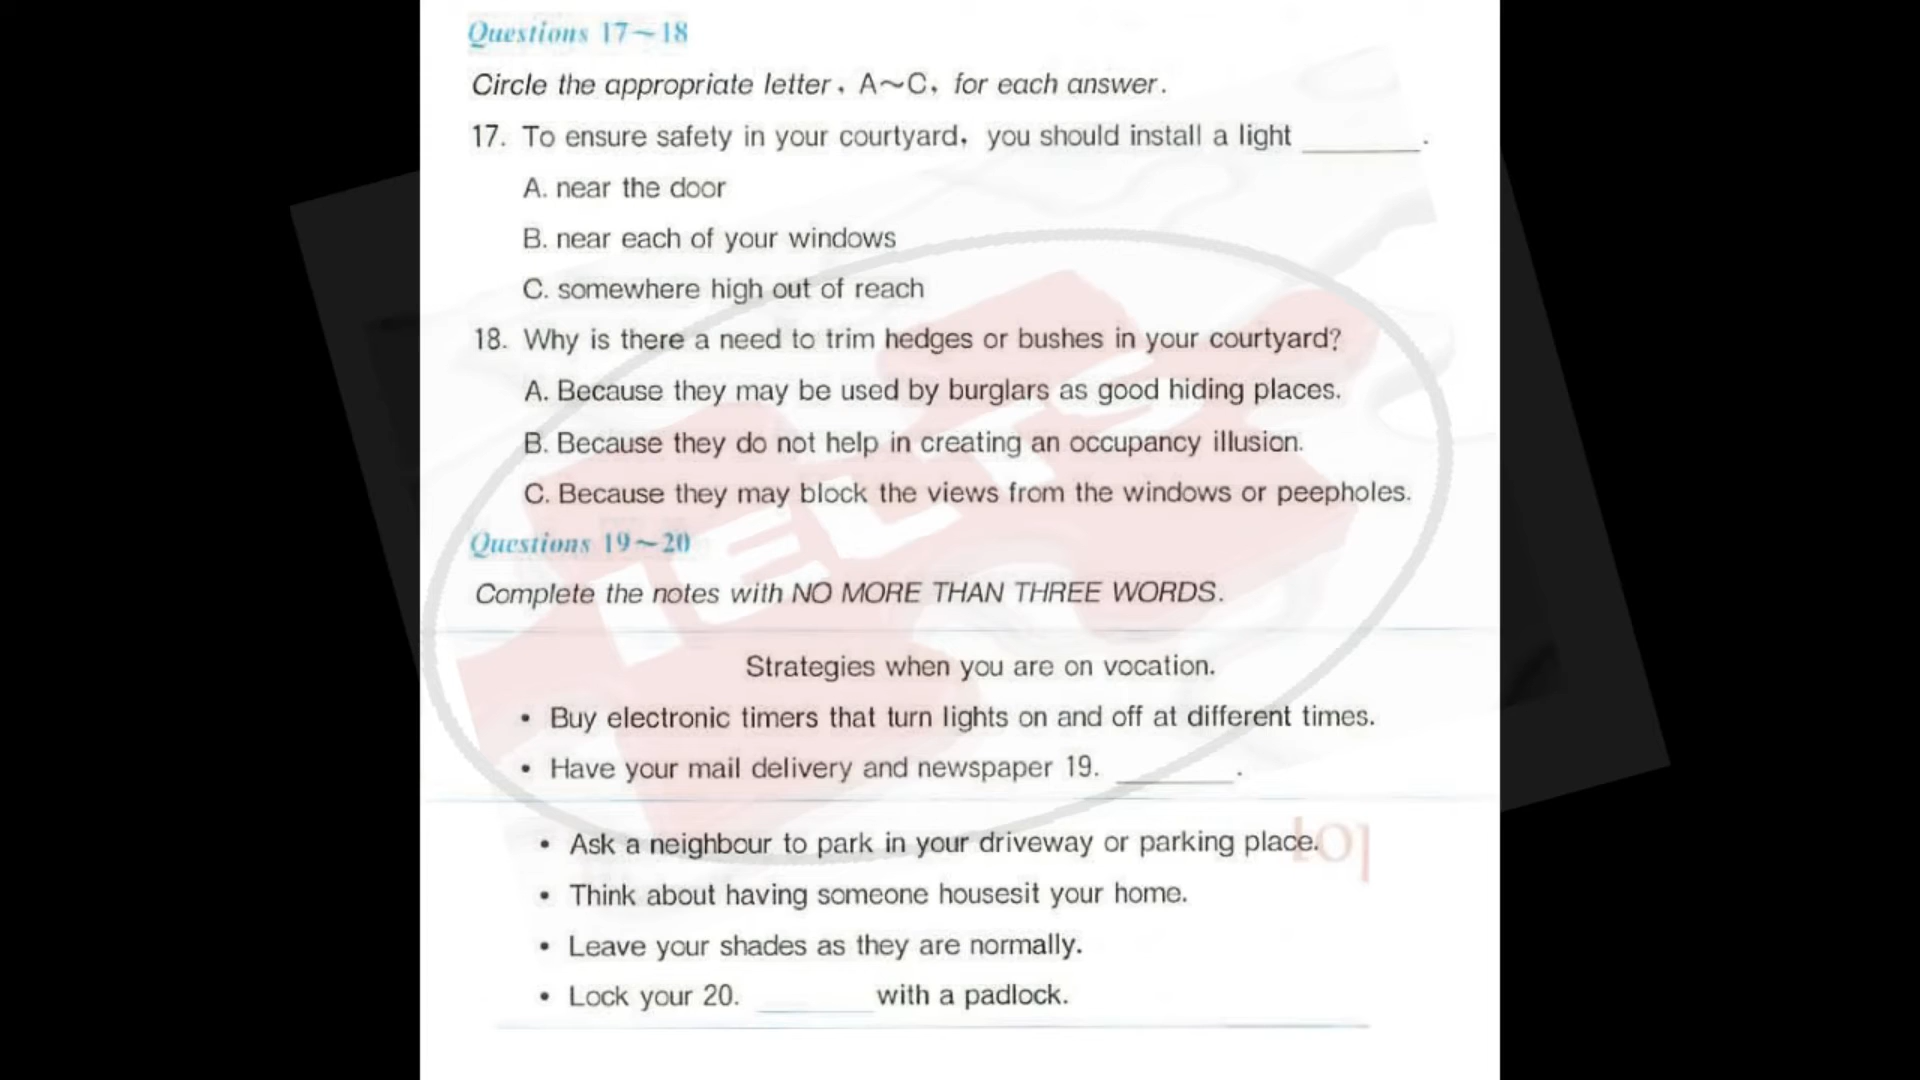 Questions 17~18
Circle the appropriate letter, A~C, for each answer.
17. To ensure safety in your courtyard, you should install a light ________.
A. near the door
B. near each of your windows
C. somewhere high out of reach
18. Why is there a need to trim hedges or bushes in your courtyard?
A. Because they may be used by burglars as good hiding places.
B. Because they do not help in creating an occupancy illusion.
C. Because they may block the views from the windows or peepholes.
Questions 19~20
Complete the notes with NO MORE THAN THREE WORDS.
IELTS
Strategies when you are on vocation.
• Buy electronic timers that turn lights on and off at different times.
• Have your mail delivery and newspaper 19. ________.
• Ask a neighbour to park in your driveway or parking place.
• Think about having someone housesit your home.
• Leave your shades as they are normally.
• Lock your 20. ________ with a padlock.